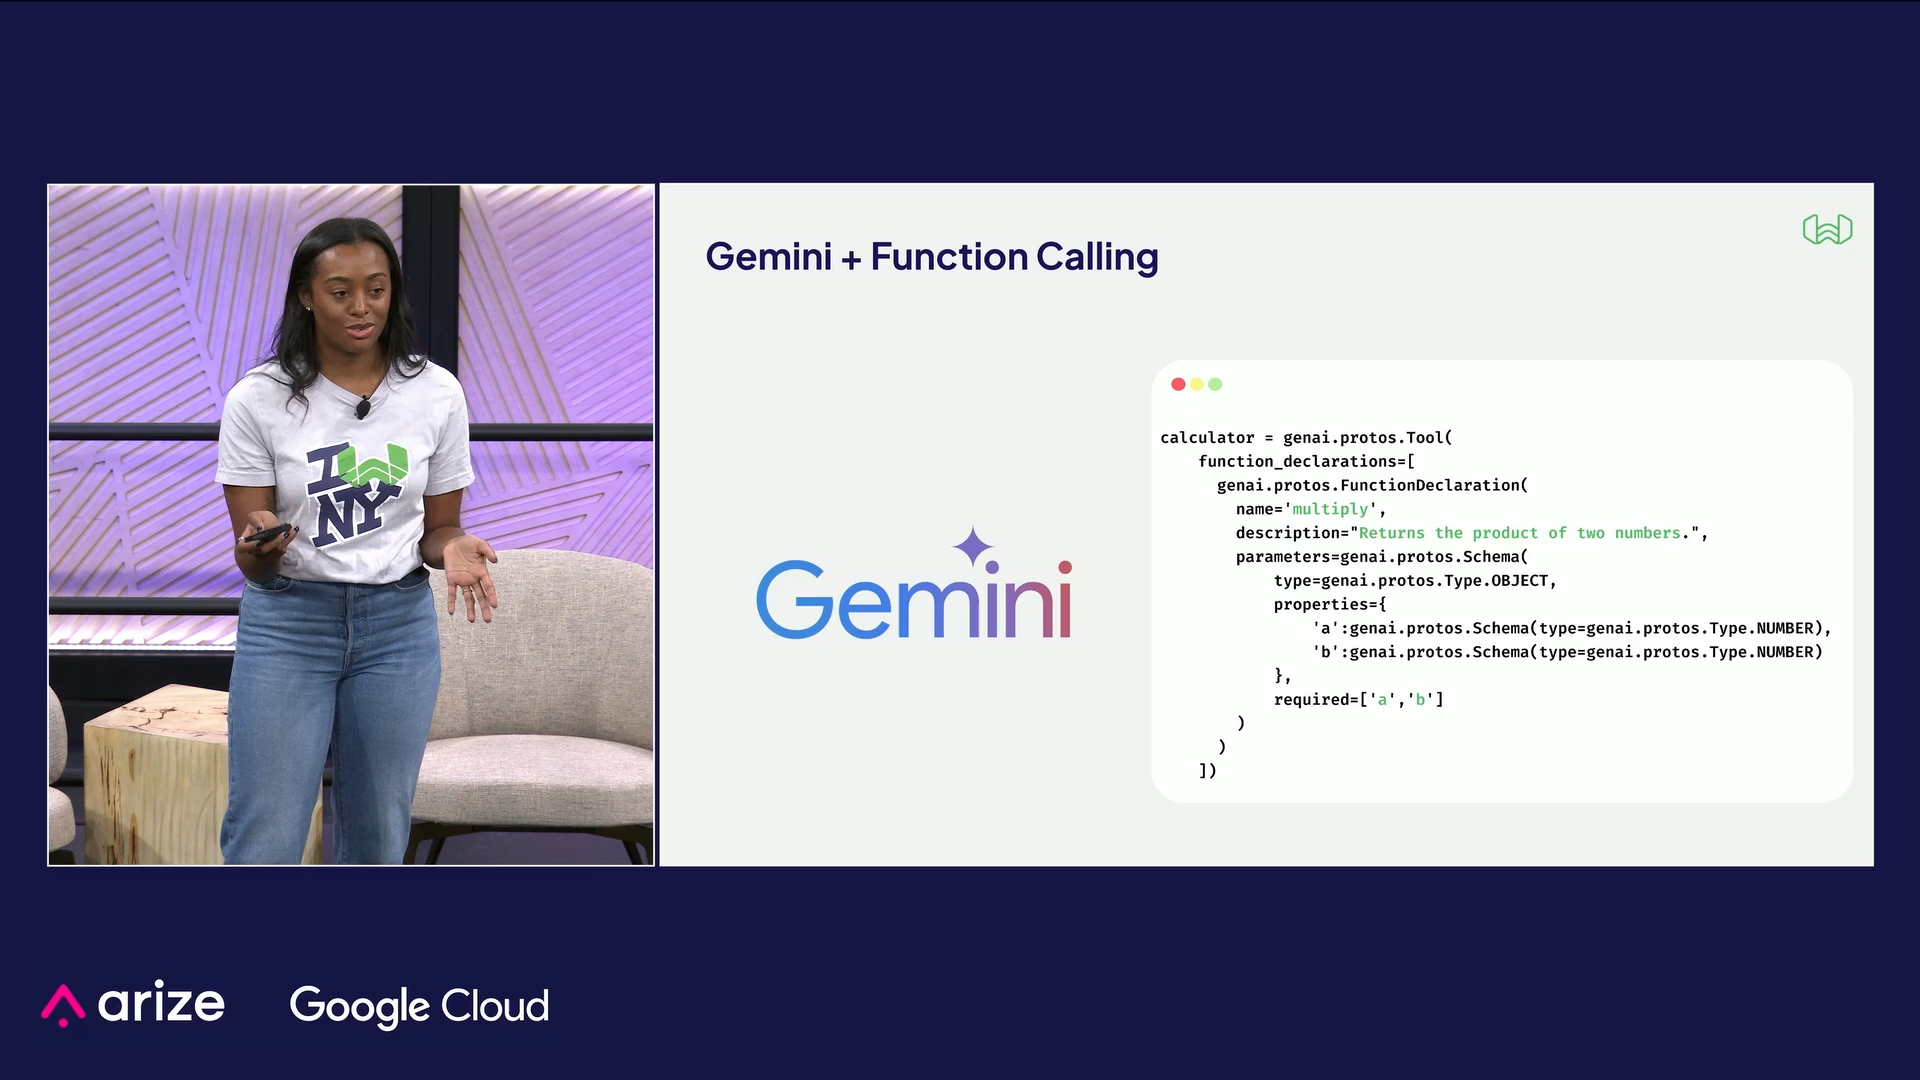 Gemini + Function Calling
I
NY
Gemini
calculator = genai.protos.Tool(
function_declarations=[
genai.protos.FunctionDeclaration(
name='multiply',
description="Returns the product of two numbers.",
parameters=genai.protos.Schema(
type=genai.protos.Type.OBJECT,
properties={
'a':genai.protos.Schema(type=genai.protos.Type.NUMBER),
'b':genai.protos.Schema(type=genai.protos.Type.NUMBER)
},
required=['a','b']
)
)
])
arize
Google Cloud